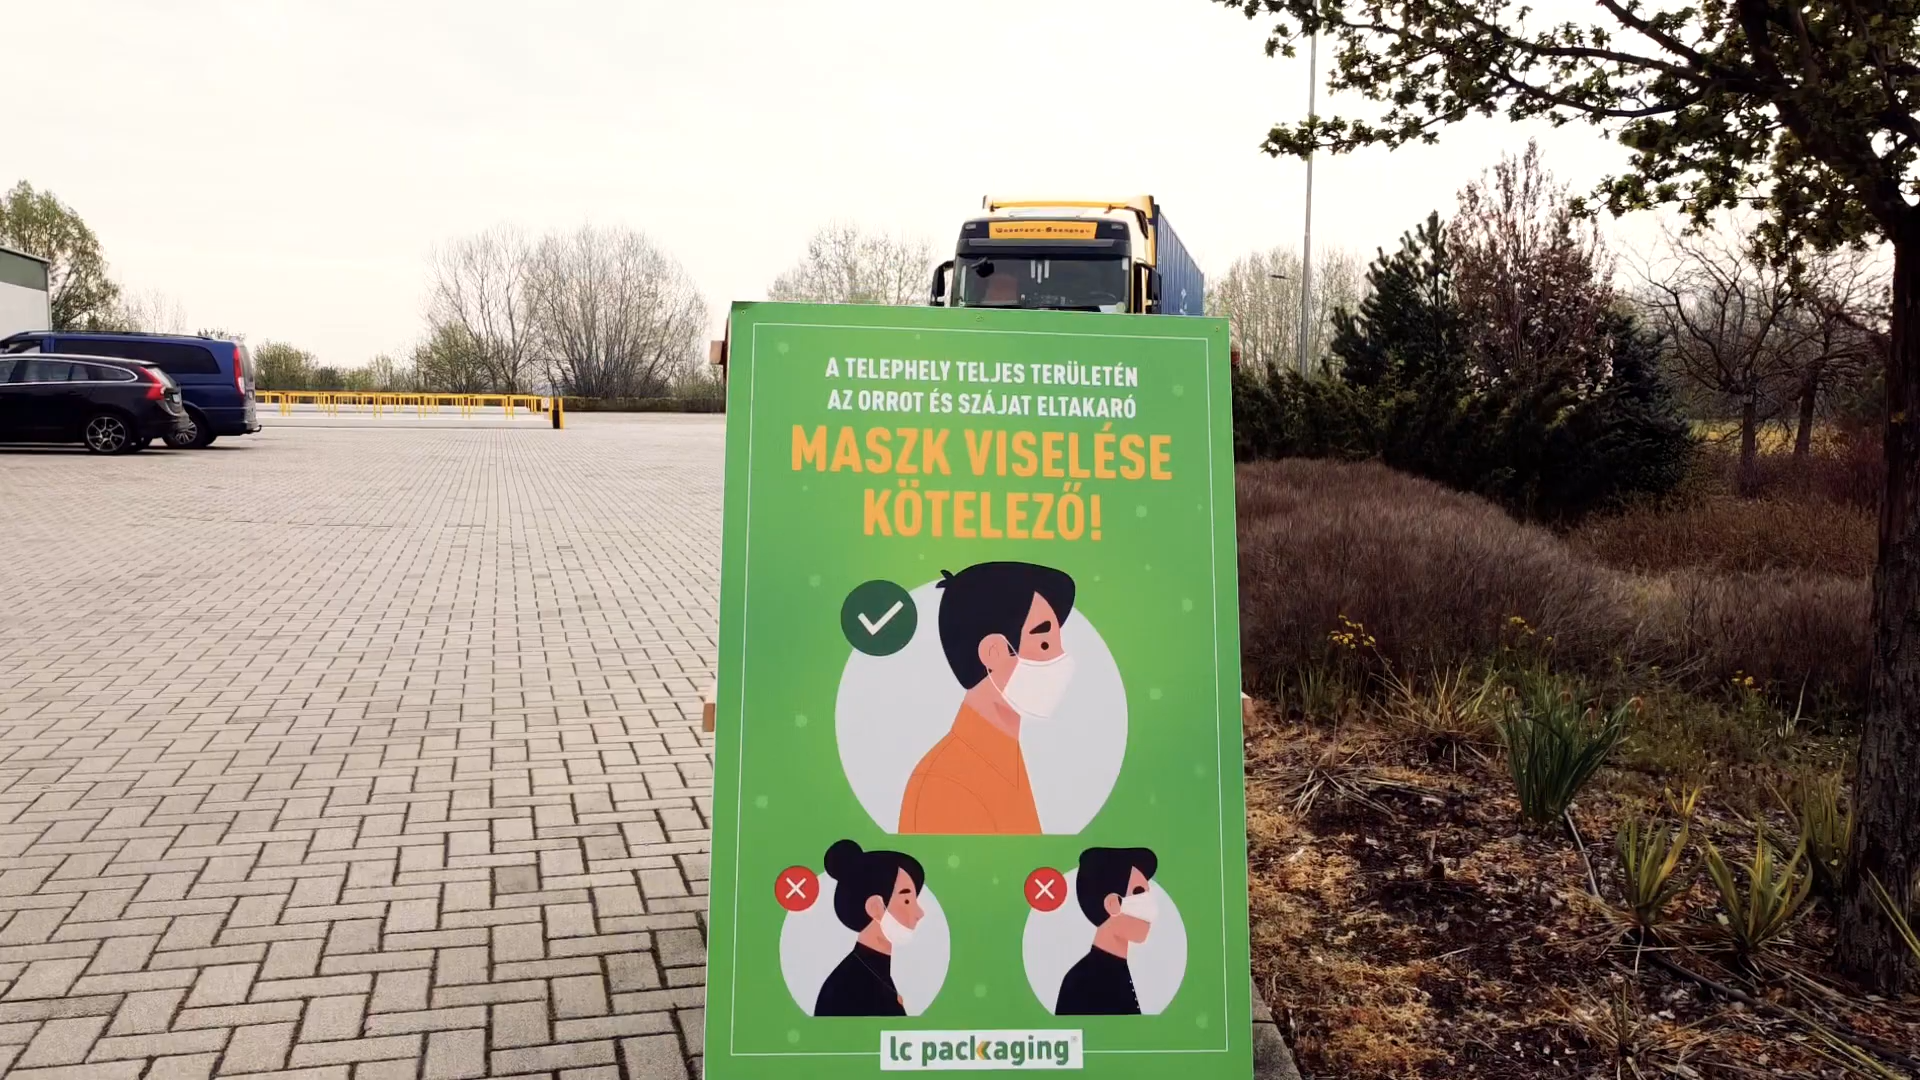 A TELEPHELY TELJES TERÜLETÉN
AZ ORROT ÉS SZÁJAT ELTAKARÓ
MASZK VISELÉSE
KÖTELEZŐ!
lc packaging